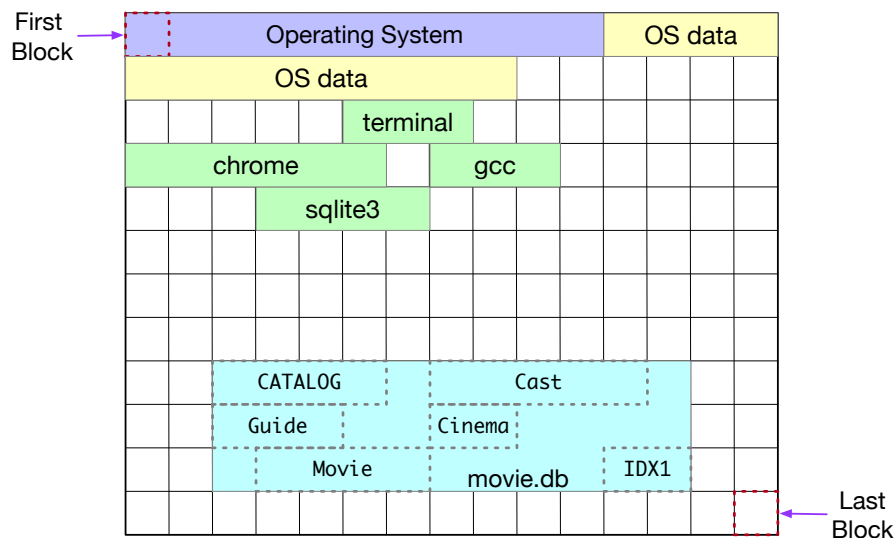 First
Block
Operating System
OS data
OS data
terminal
chrome
gcc
sqlite3
CATALOG
Cast
Guide
Cinema
Movie
movie.db
IDX1
Last
Block